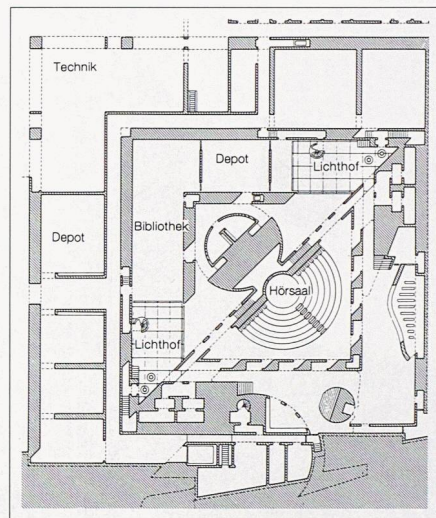 Technik
Depot
Lichthof
Bibliothek
Depot
Hörsaal
Lichthof